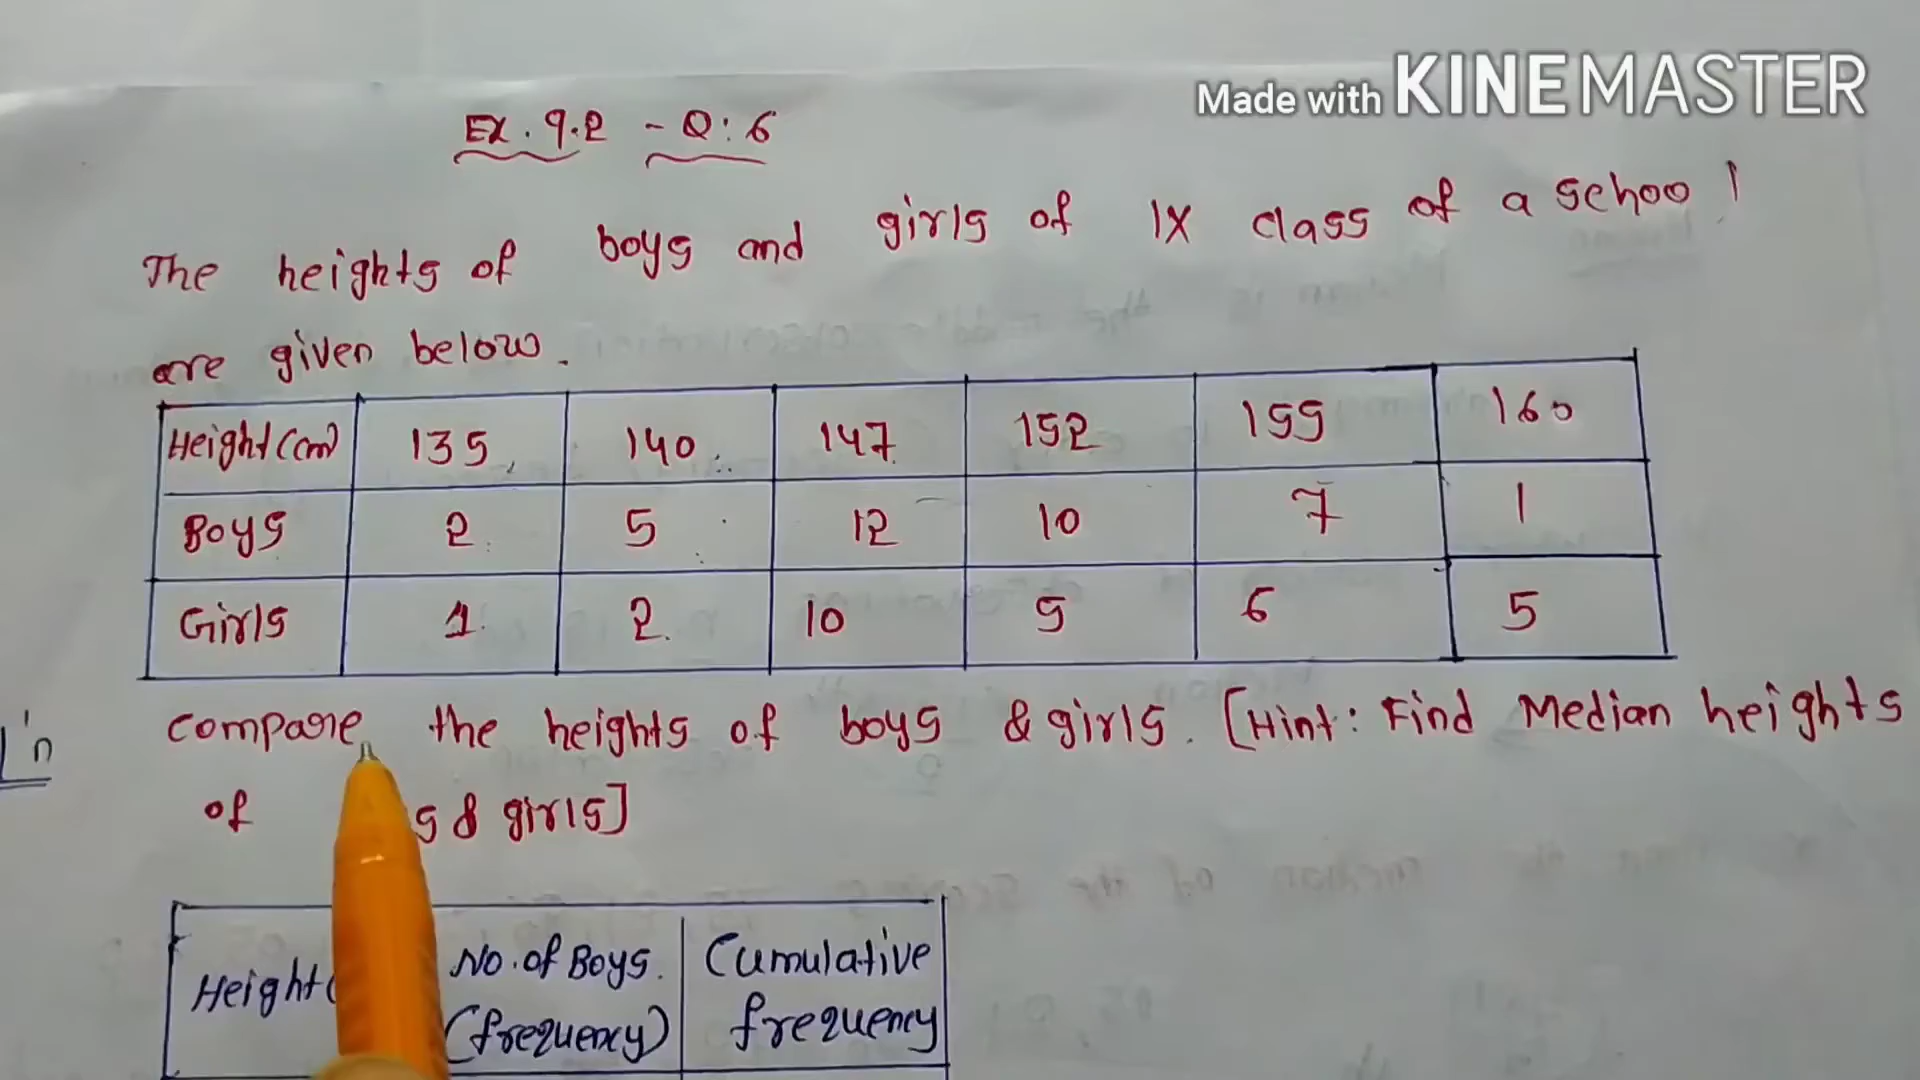 Made with KINEMASTER
Ex. 9.2 - Q: 6
The heights of boys and girls of IX class of a school
are given below.
Height(cm) 135 140 147 152 155 160
Boys 2 5 12 10 7 1
Girls 1 2 10 5 6 5
compare the heights of boys & girls. [Hint: Find Median heights
of & girls]
No. of Boys. Cumulative
Height
(frequency) frequency